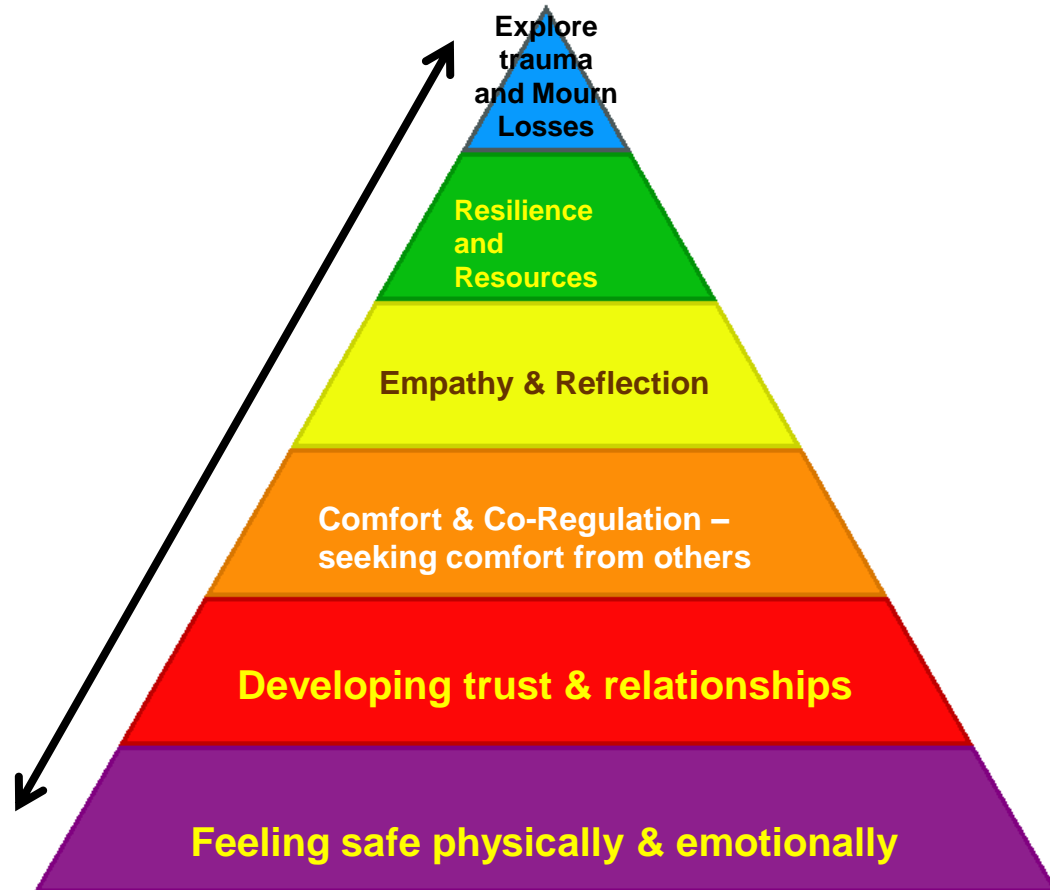 Explore
trauma
and Mourn
Losses
Resilience
and
Resources
Empathy & Reflection
Comfort & Co-Regulation –
seeking comfort from others
Developing trust & relationships
Feeling safe physically & emotionally